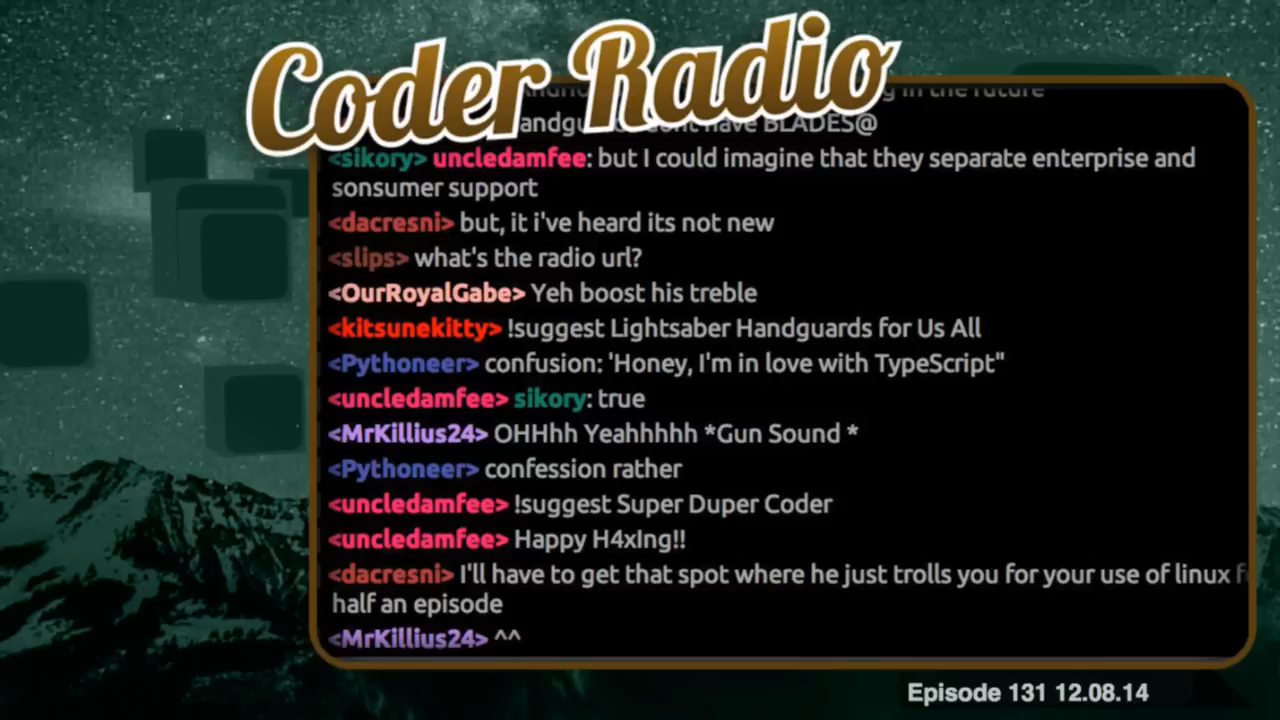 Coder Radio
g in the future
andgu dont have BLADES@
<sikory> uncledamfee: but I could imagine that they separate enterprise and
sonsumer support
<dacresni> but, it i've heard its not new
<slips> what's the radio url?
<OurRoyalGabe> Yeh boost his treble
<kitsunekitty> !suggest Lightsaber Handguards for Us All
<Pythoneer> confusion: 'Honey, I'm in love with TypeScript"
<uncledamfee> sikory: true
<MrKillius24> OHHhh Yeahhhhh *Gun Sound *
<Pythoneer> confession rather
<uncledamfee> !suggest Super Duper Coder
<uncledamfee> Happy H4xIng!!
<dacresni> I'll have to get that spot where he just trolls you for your use of linux
half an episode
<MrKillius24> ^^
Episode 131 12.08.14